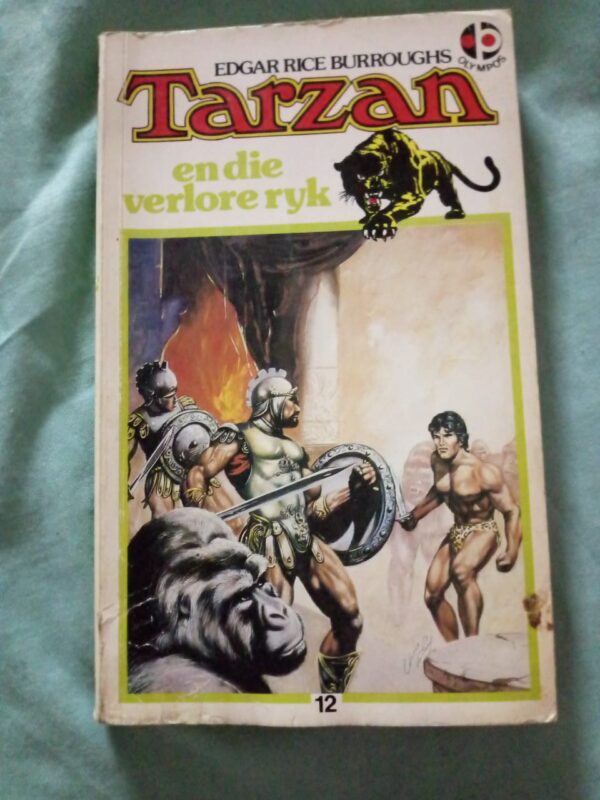 EDGAR RICE BURROUGHS
OLYMPOS
Tarzan
en die
verlore ryk
12